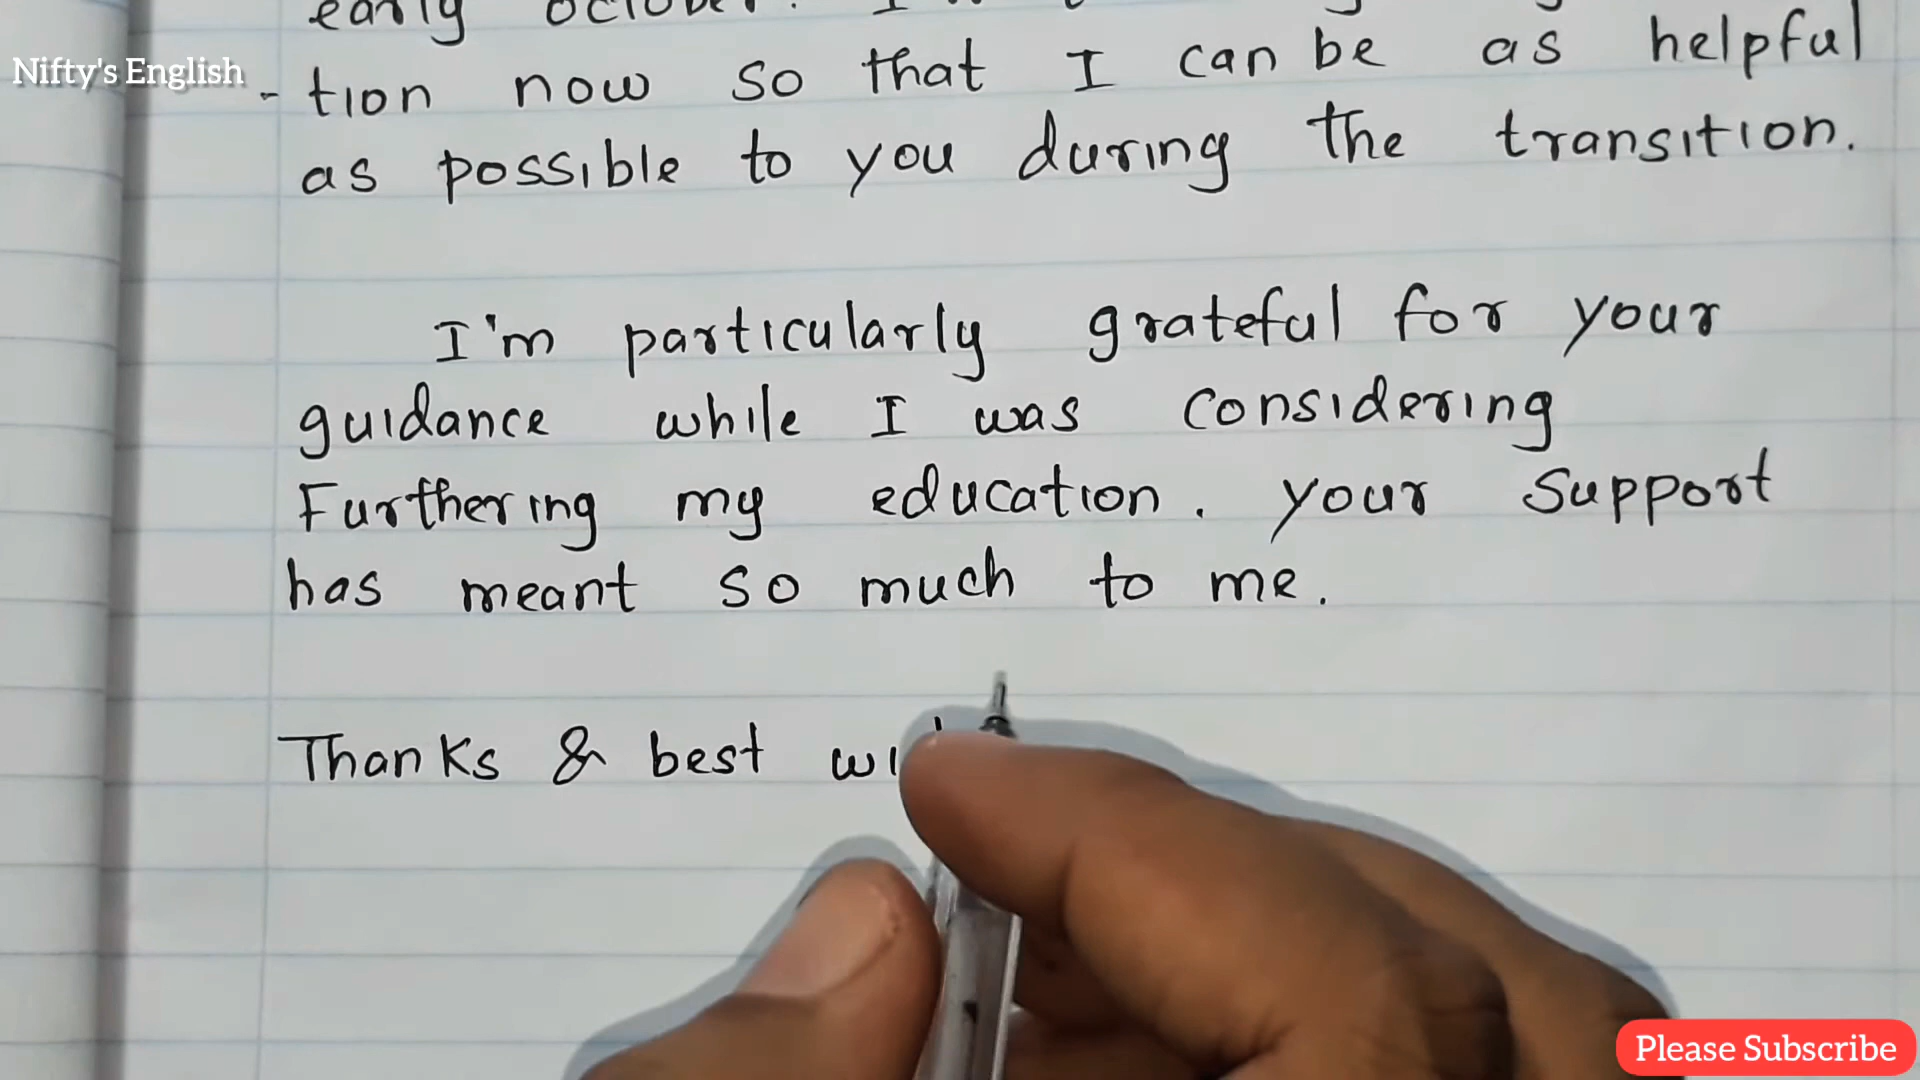 Nifty's English
early october.
-tion now so that I can be as helpful
as possible to you during the transition.
I'm particularly grateful for your
guidance while I was considering
Furthering my education. your support
has meant so much to me.
Thanks & best
Please Subscribe